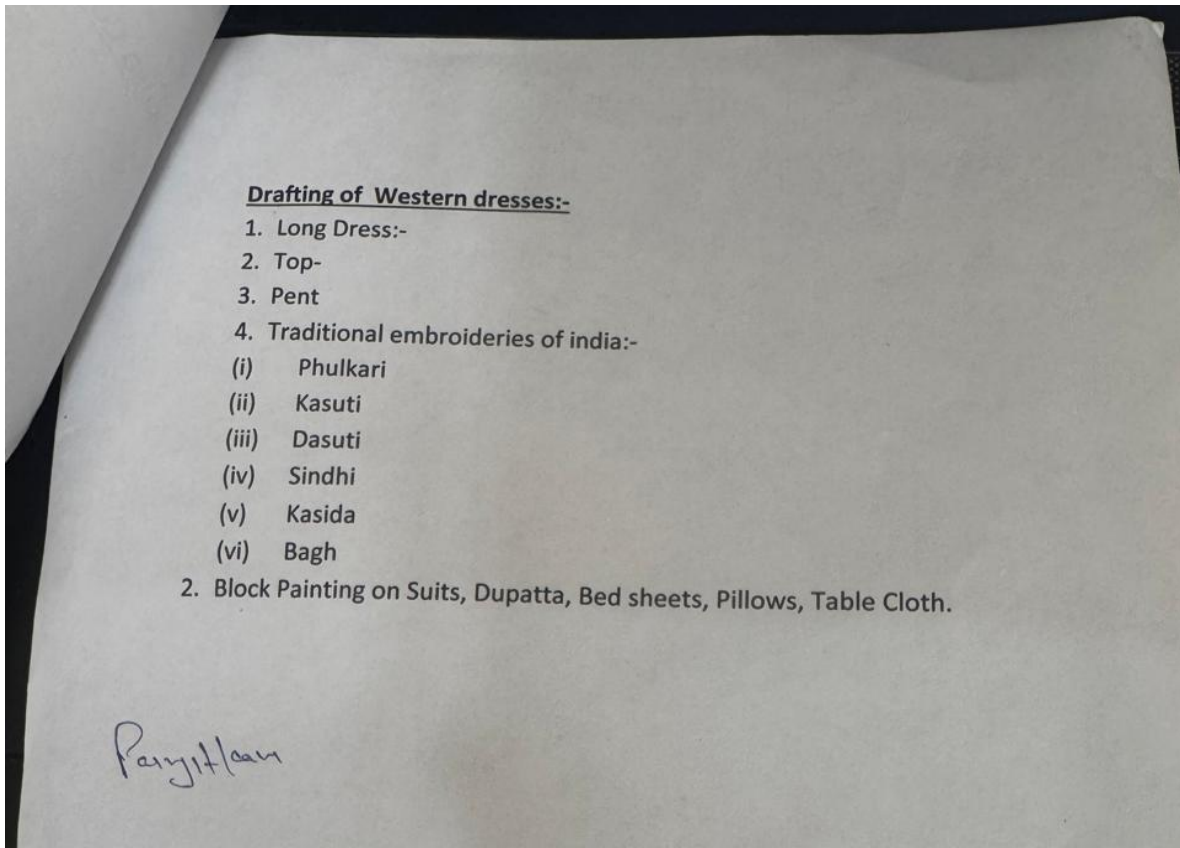 Drafting of Western dresses:-
1. Long Dress:-
2. Top-
3. Pent
4. Traditional embroideries of india:-
(i) Phulkari
(ii) Kasuti
(iii) Dasuti
(iv) Sindhi
(v) Kasida
(vi) Bagh
2. Block Painting on Suits, Dupatta, Bed sheets, Pillows, Table Cloth.